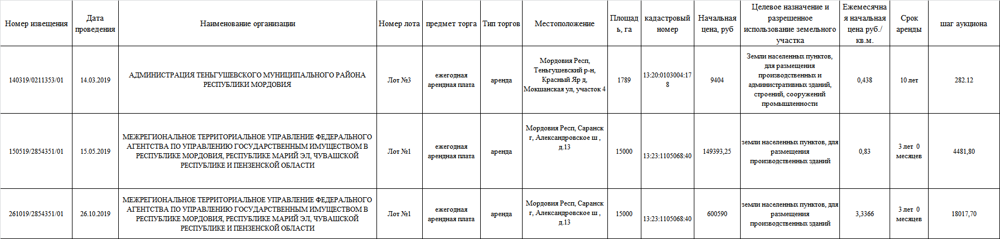 Номер извещения
Дата
проведения
Наименование организации
Номер лота
предмет торга
Тип торгов
Местоположение
Площад
ь, га
кадастровый
номер
Начальная
цена, руб
Целевое назначение и
разрешенное
использование земельного
участка
Ежемесячна
я начальная
цена руб./
кв.м.
Срок
аренды
шаг аукциона
140319/0211353/01
14.03.2019
АДМИНИСТРАЦИЯ ТЕНЬГУШЕВСКОГО МУНИЦИПАЛЬНОГО РАЙОНА
РЕСПУБЛИКИ МОРДОВИЯ
Лот №3
ежегодная
арендная плата
аренда
Мордовия Респ,
Теньгушевский р-н,
Красный Яр д,
Мокшанская ул, участок 4
1789
13:20:0103004:17
8
9404
Земли населенных пунктов,
для размещения
производственных и
административных зданий,
строений, сооружений
промышленности
0,438
10 лет
282.12
150519/2854351/01
15.05.2019
МЕЖРЕГИОНАЛЬНОЕ ТЕРРИТОРИАЛЬНОЕ УПРАВЛЕНИЕ ФЕДЕРАЛЬНОГО
АГЕНТСТВА ПО УПРАВЛЕНИЮ ГОСУДАРСТВЕННЫМ ИМУЩЕСТВОМ В
РЕСПУБЛИКЕ МОРДОВИЯ, РЕСПУБЛИКЕ МАРИЙ ЭЛ, ЧУВАШСКОЙ
РЕСПУБЛИКЕ И ПЕНЗЕНСКОЙ ОБЛАСТИ
Лот №1
ежегодная
арендная плата
аренда
Мордовия Респ, Саранск
г, Александровское ш ,
д.13
15000
13:23:1105068:40
149393,25
земли населенных пунктов, для
размещения
производственных зданий
0,83
3 лет 0
месяцев
4481,80
261019/2854351/01
26.10.2019
МЕЖРЕГИОНАЛЬНОЕ ТЕРРИТОРИАЛЬНОЕ УПРАВЛЕНИЕ ФЕДЕРАЛЬНОГО
АГЕНТСТВА ПО УПРАВЛЕНИЮ ГОСУДАРСТВЕННЫМ ИМУЩЕСТВОМ В
РЕСПУБЛИКЕ МОРДОВИЯ, РЕСПУБЛИКЕ МАРИЙ ЭЛ, ЧУВАШСКОЙ
РЕСПУБЛИКЕ И ПЕНЗЕНСКОЙ ОБЛАСТИ
Лот №1
ежегодная
арендная плата
аренда
Мордовия Респ, Саранск
г, Александровское ш ,
д.13
15000
13:23:1105068:40
600590
земли населенных пунктов, для
размещения
производственных зданий
3,3366
3 лет 0
месяцев
18017,70